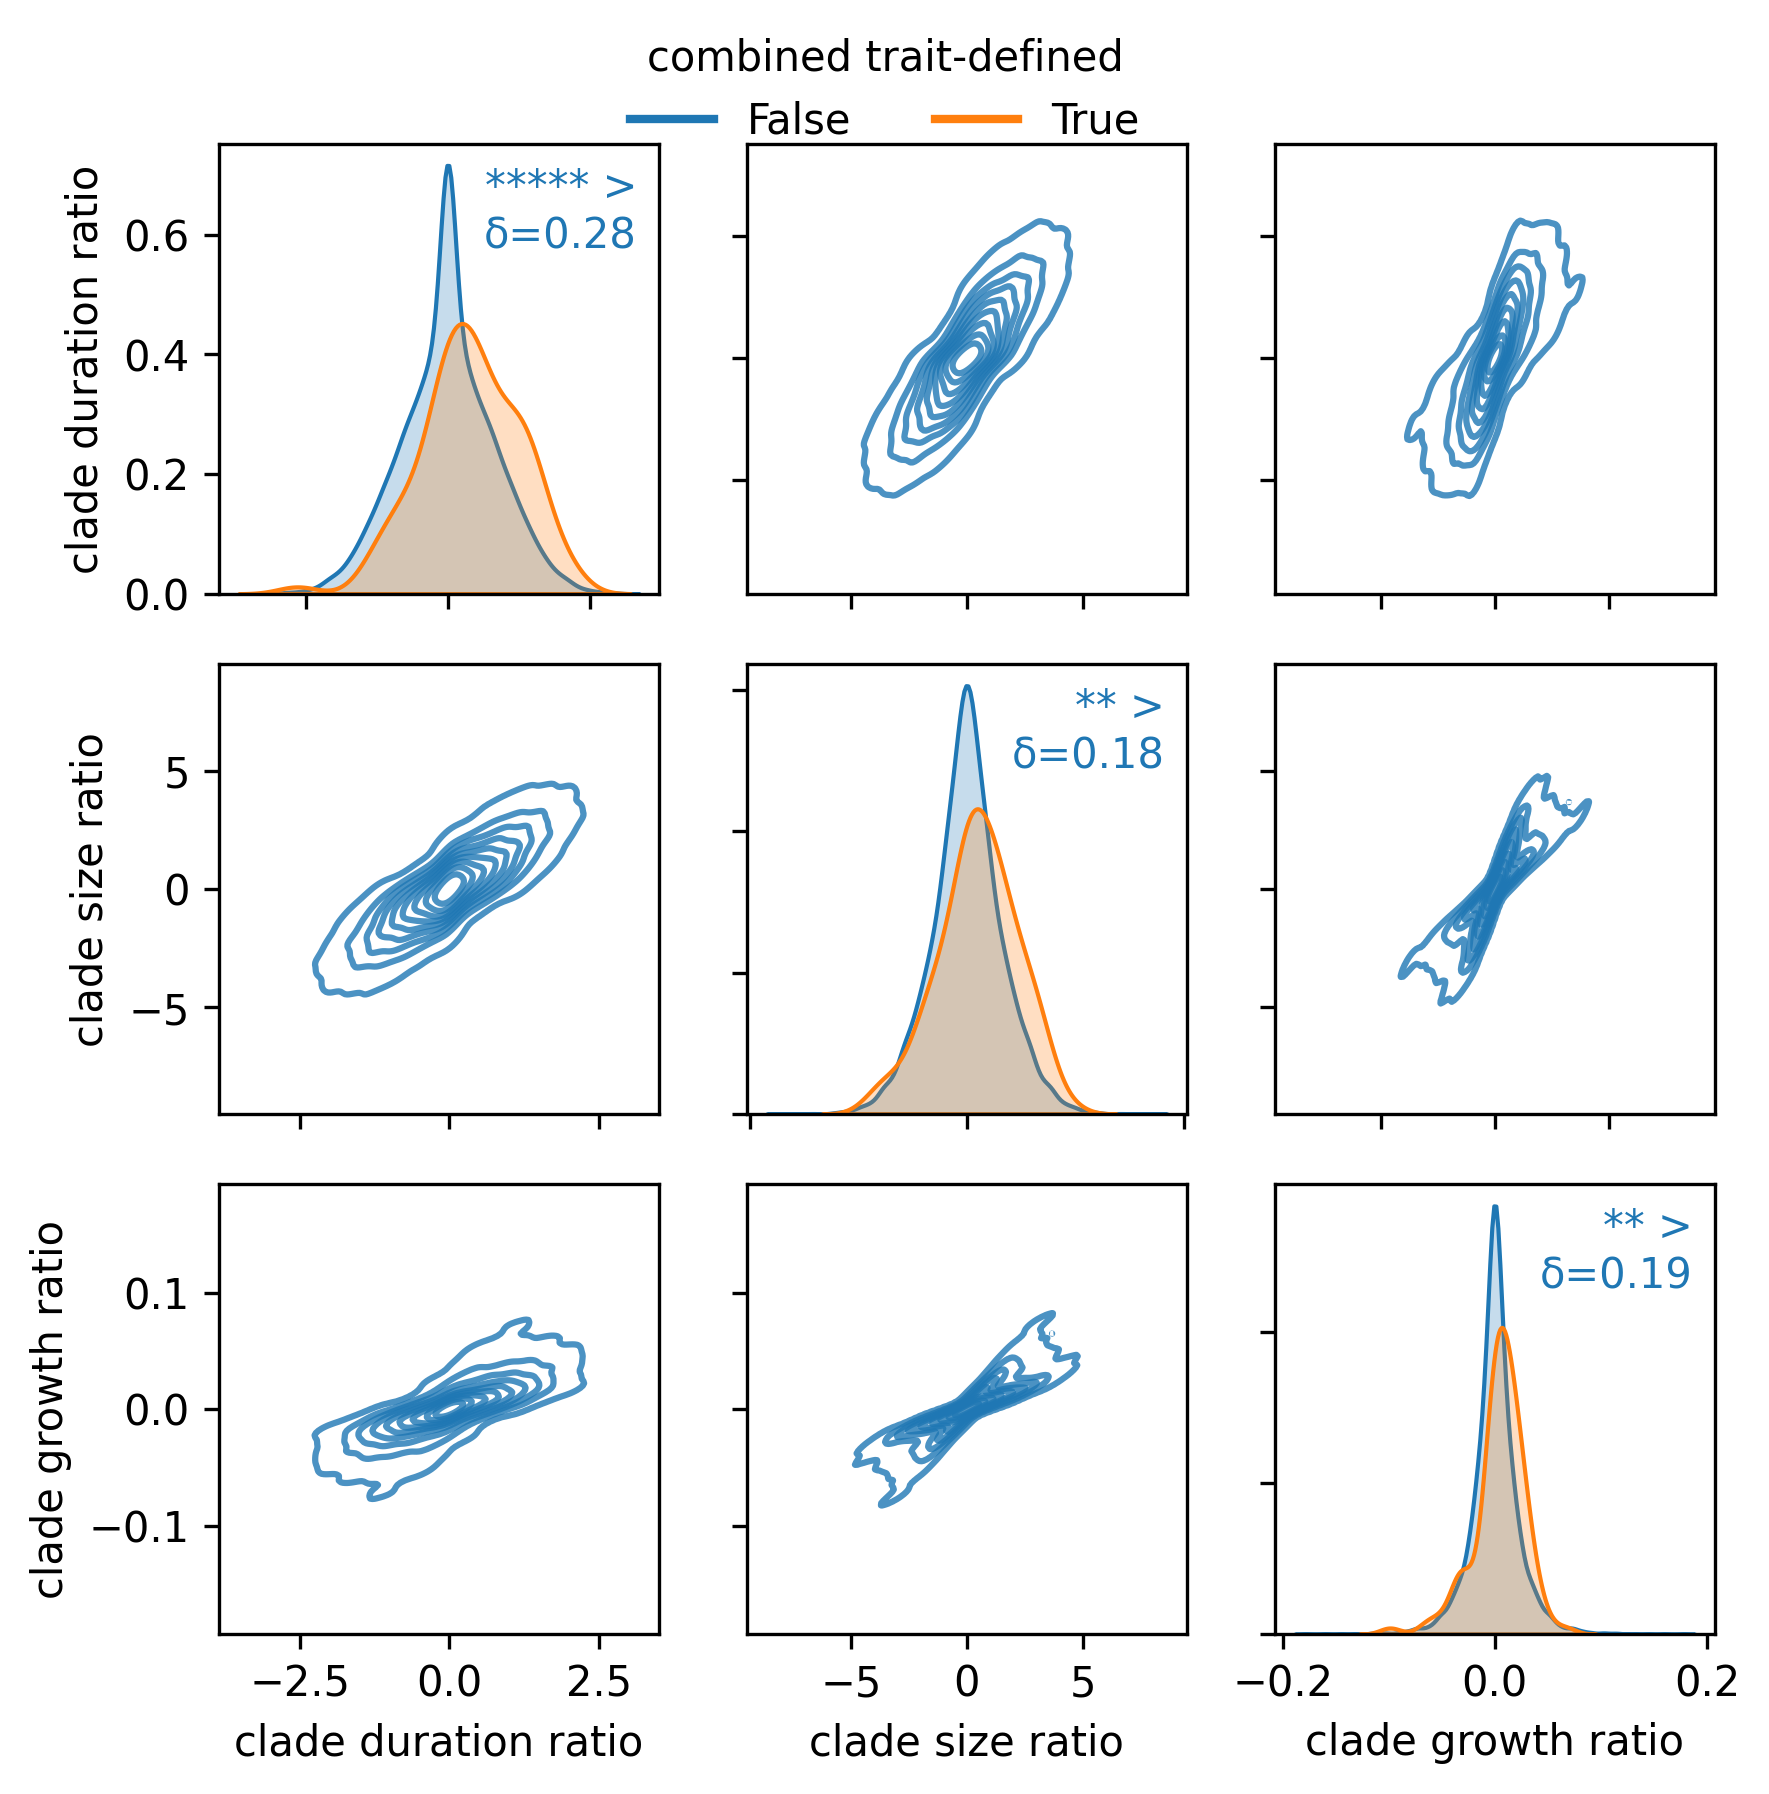 combined trait-defined
False True
clade duration ratio
0.6
0.4
0.2
0.0
***** >
δ=0.28
clade size ratio
5
0
−5
** >
δ=0.18
clade growth ratio
0.1
0.0
−0.1
** >
δ=0.19
−2.5 0.0 2.5
−5 0 5
−0.2 0.0 0.2
clade duration ratio
clade size ratio
clade growth ratio